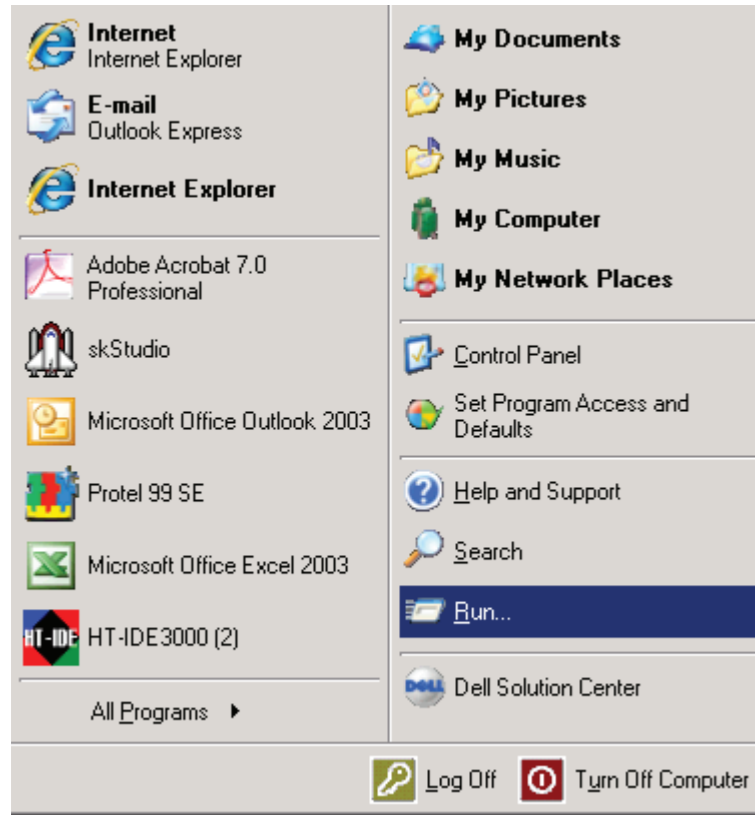 Internet
Internet Explorer
E-mail
Outlook Express
Internet Explorer
Adobe Acrobat 7.0
Professional
skStudio
Microsoft Office Outlook 2003
Protel 99 SE
Microsoft Office Excel 2003
HT-IDE
HT-IDE3000 (2)
All Programs
My Documents
My Pictures
My Music
My Computer
My Network Places
Control Panel
Set Program Access and
Defaults
Help and Support
Search
Run...
DELL
Dell Solution Center
Log Off
Turn Off Computer